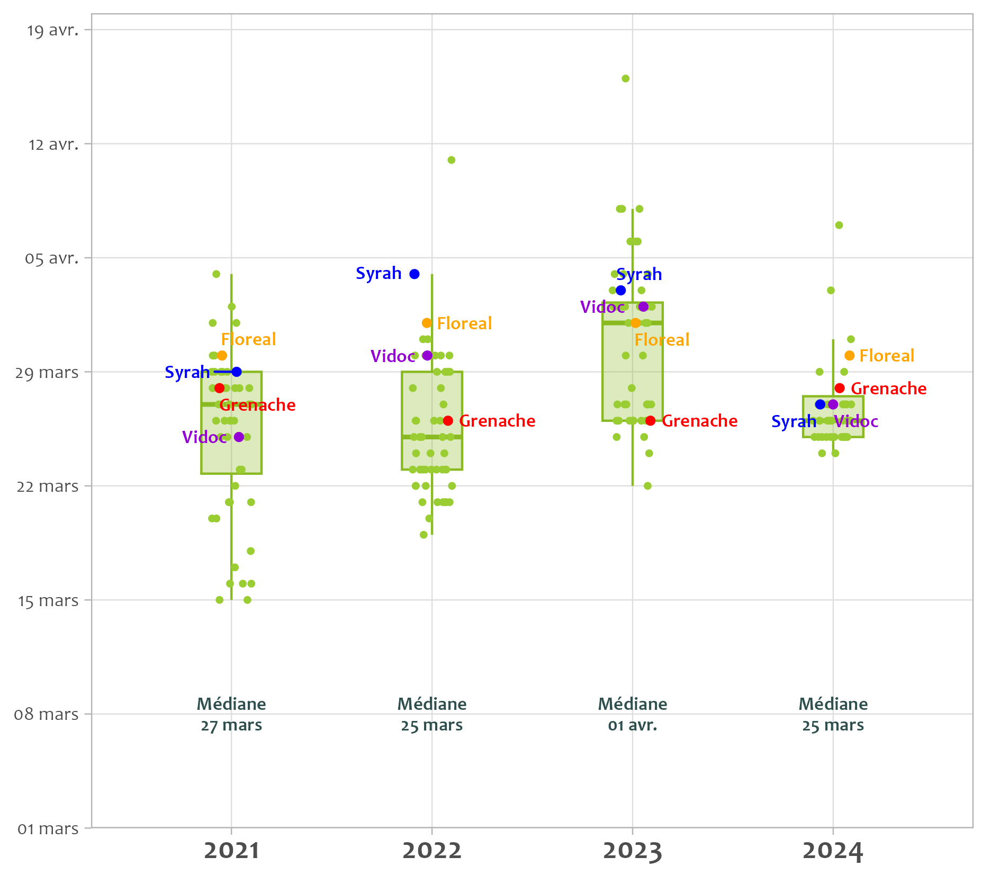 19 avr.
12 avr.
05 avr.
29 mars
22 mars
15 mars
08 mars
01 mars
Floreal
Syrah
Grenache
Vidoc
Syrah
Floreal
Vidoc
Grenache
Syrah
Vidoc
Floreal
Grenache
Floreal
Grenache
Syrah
Vidoc
Médiane
27 mars
Médiane
25 mars
Médiane
01 avr.
Médiane
25 mars
2021
2022
2023
2024